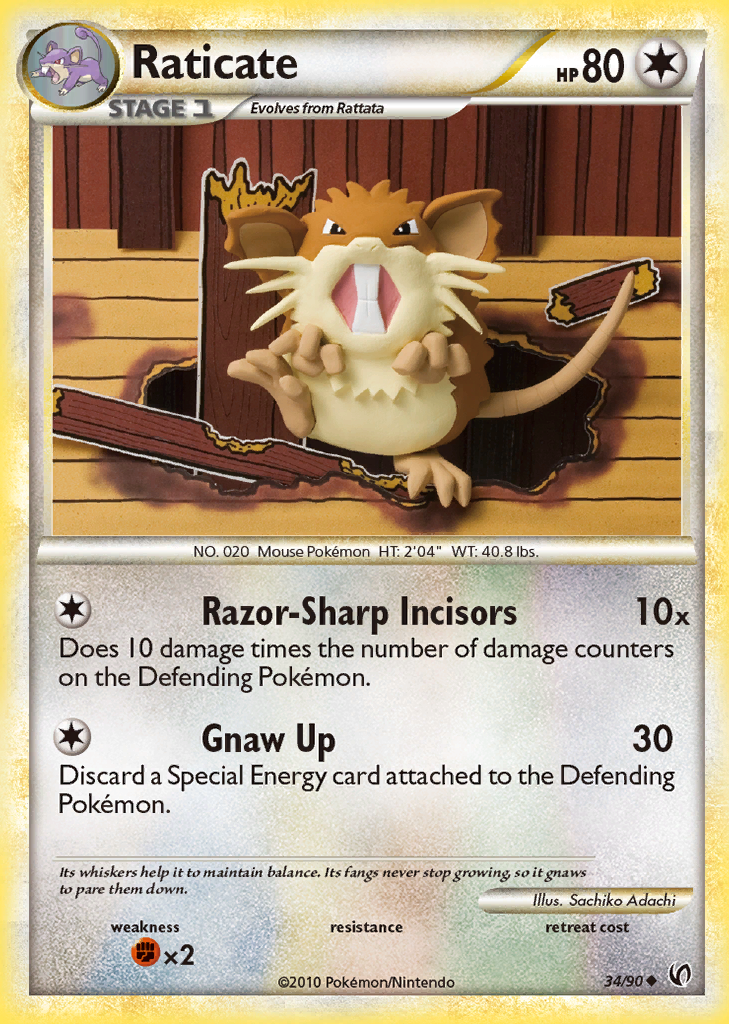 Raticate
HP 80
STAGE 1
Evolves from Rattata
NO. 020 Mouse Pokémon HT: 2'04" WT: 40.8 lbs.
Razor-Sharp Incisors 10x
Does 10 damage times the number of damage counters
on the Defending Pokémon.
Gnaw Up 30
Discard a Special Energy card attached to the Defending
Pokémon.
Its whiskers help it to maintain balance. Its fangs never stop growing, so it gnaws
to pare them down.
Illus. Sachiko Adachi
weakness resistance retreat cost
×2
©2010 Pokémon/Nintendo 34/90